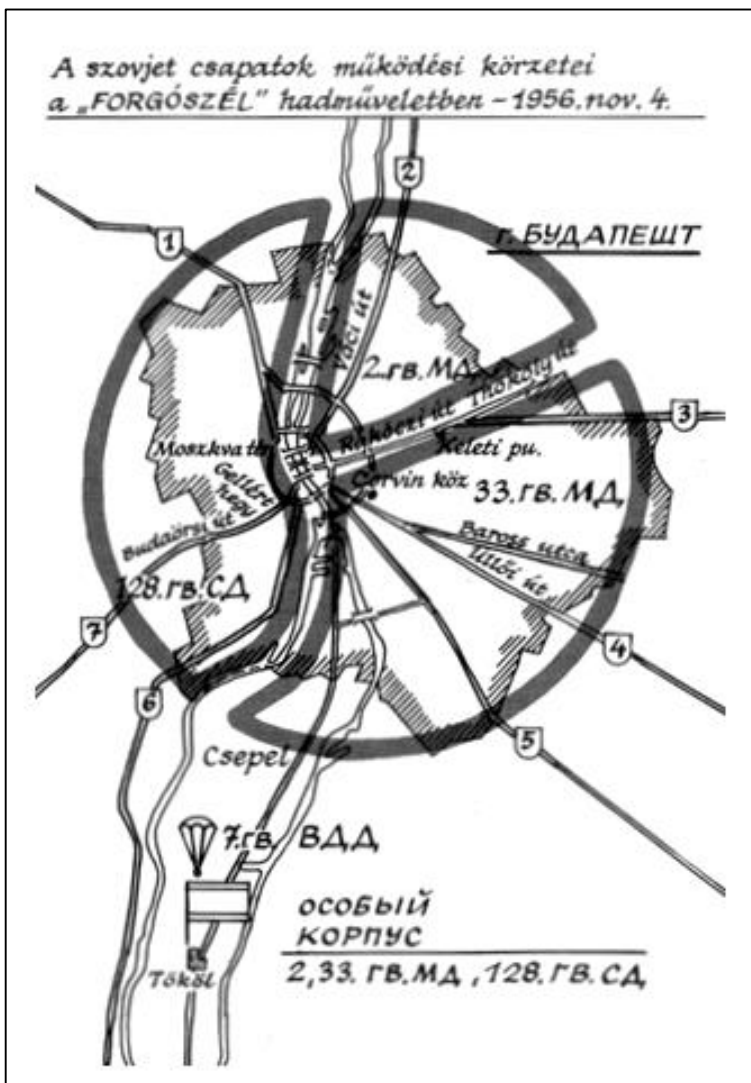 A szovjet csapatok működési körzetei
a „FORGÓSZÉL" hadműveletben – 1956. nov. 4.
2
1
г. БУДАПЕШТ
Váci út
2. гв. МД
Rákóczi út Thököly út
3
Moszkva tér
Keleti pu.
Gellért hegy
Corvin köz
33. гв. МД
Budaörsi út
Baross utca
Üllői út
128. гв. СД
7
4
6
5
Csepel
7. гв. ВДД
ОСОБЫЙ
КОРПУС
Tököl
2, 33. гв. МД, 128. гв. СД